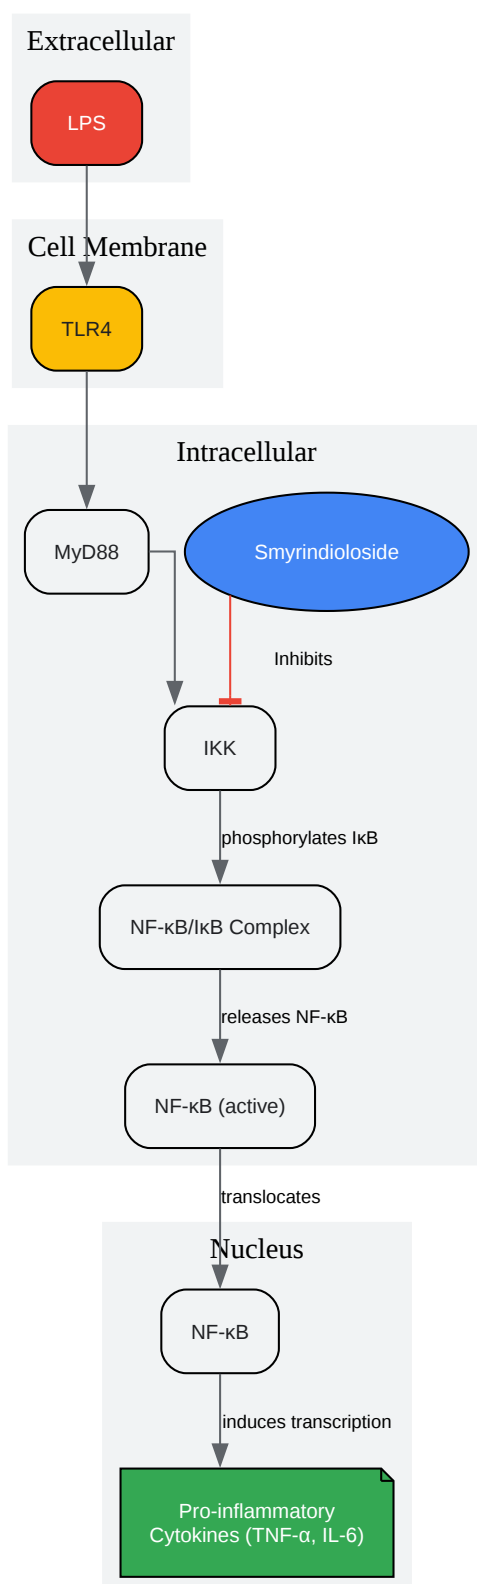 Extracellular
LPS
Cell Membrane
TLR4
Intracellular
MyD88
Smyrindioloside
Inhibits
IKK
phosphorylates IκB
NF-κB/IκB Complex
releases NF-κB
NF-κB (active)
translocates
Nucleus
NF-κB
induces transcription
Pro-inflammatory
Cytokines (TNF-α, IL-6)